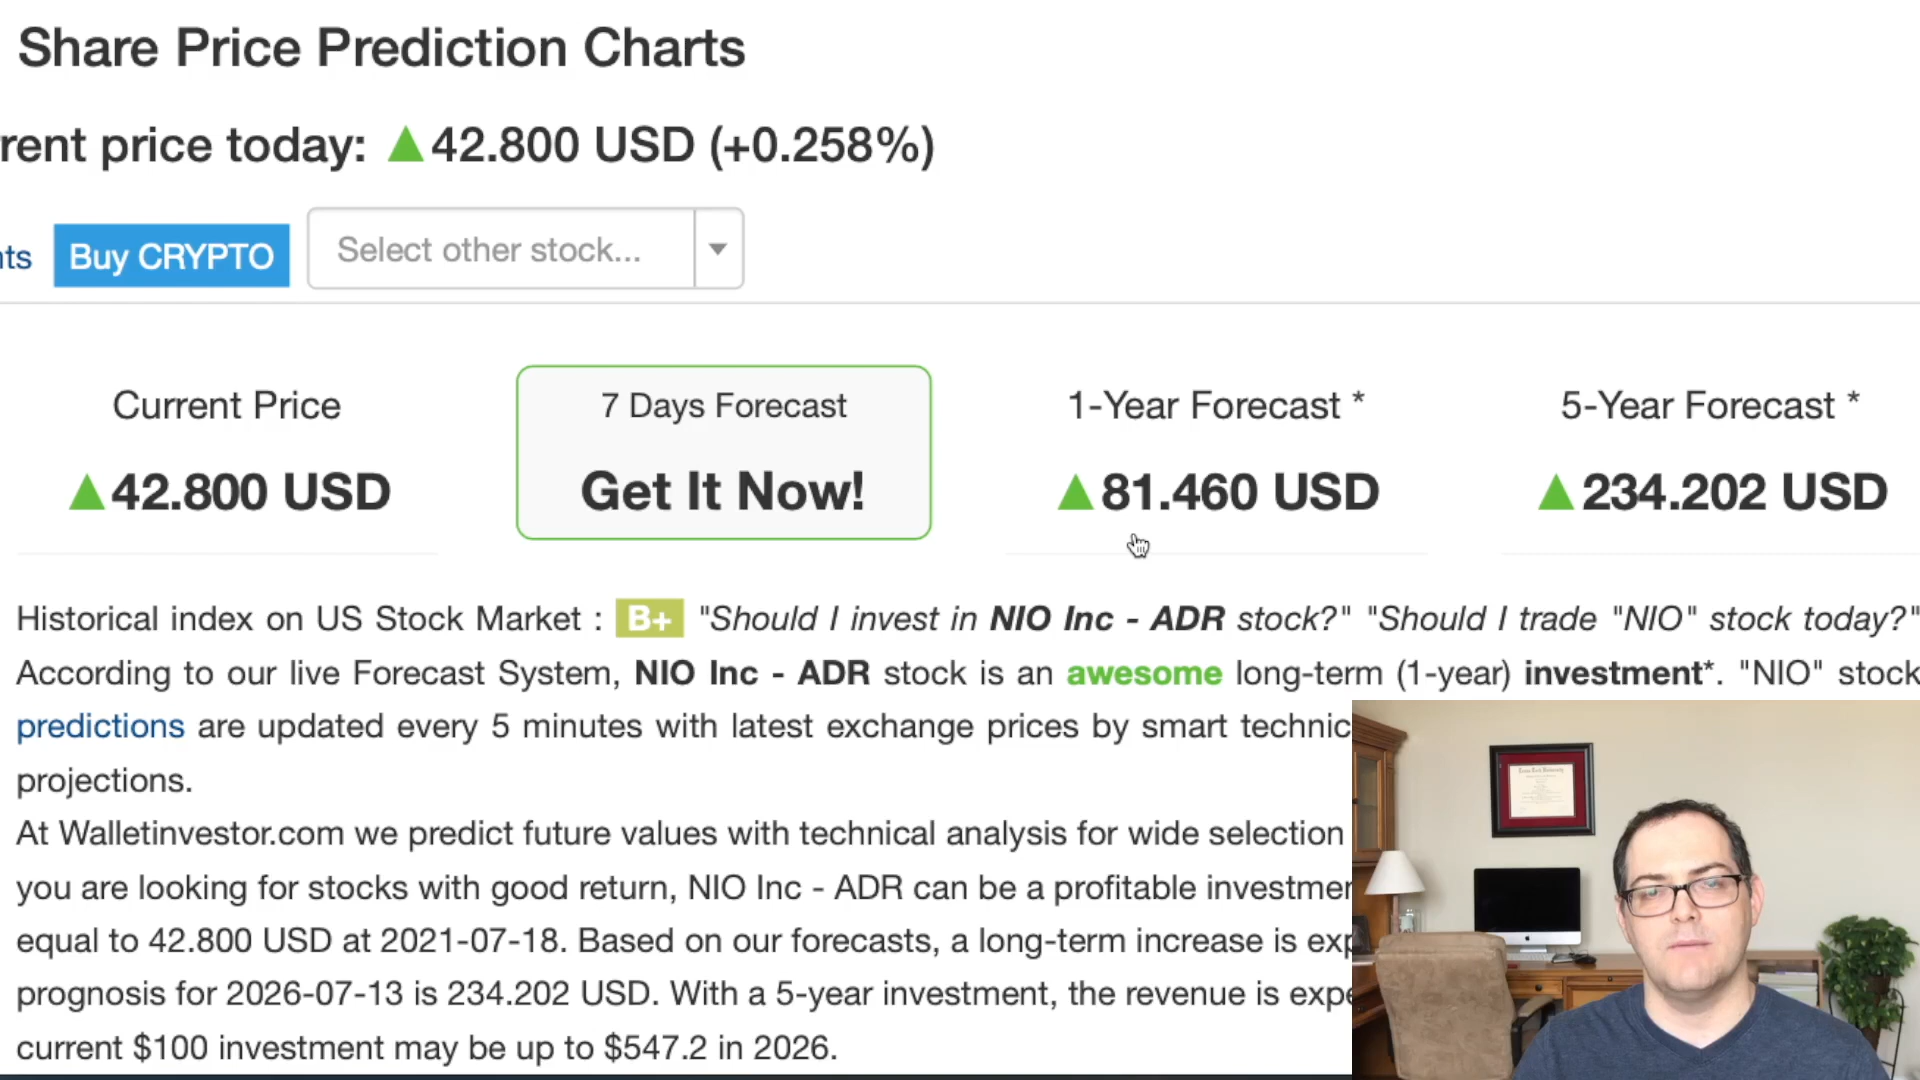 Share Price Prediction Charts
rent price today: ▲42.800 USD (+0.258%)
nts Buy CRYPTO Select other stock...
Current Price
7 Days Forecast
1-Year Forecast *
5-Year Forecast *
▲42.800 USD
Get It Now!
▲81.460 USD
▲234.202 USD
Historical index on US Stock Market : B+ "Should I invest in NIO Inc - ADR stock?" "Should I trade "NIO" stock today?"
According to our live Forecast System, NIO Inc - ADR stock is an awesome long-term (1-year) investment*. "NIO" stock
predictions are updated every 5 minutes with latest exchange prices by smart technic
projections.
At Walletinvestor.com we predict future values with technical analysis for wide selection
you are looking for stocks with good return, NIO Inc - ADR can be a profitable investmen
equal to 42.800 USD at 2021-07-18. Based on our forecasts, a long-term increase is exp
prognosis for 2026-07-13 is 234.202 USD. With a 5-year investment, the revenue is expe
current $100 investment may be up to $547.2 in 2026.